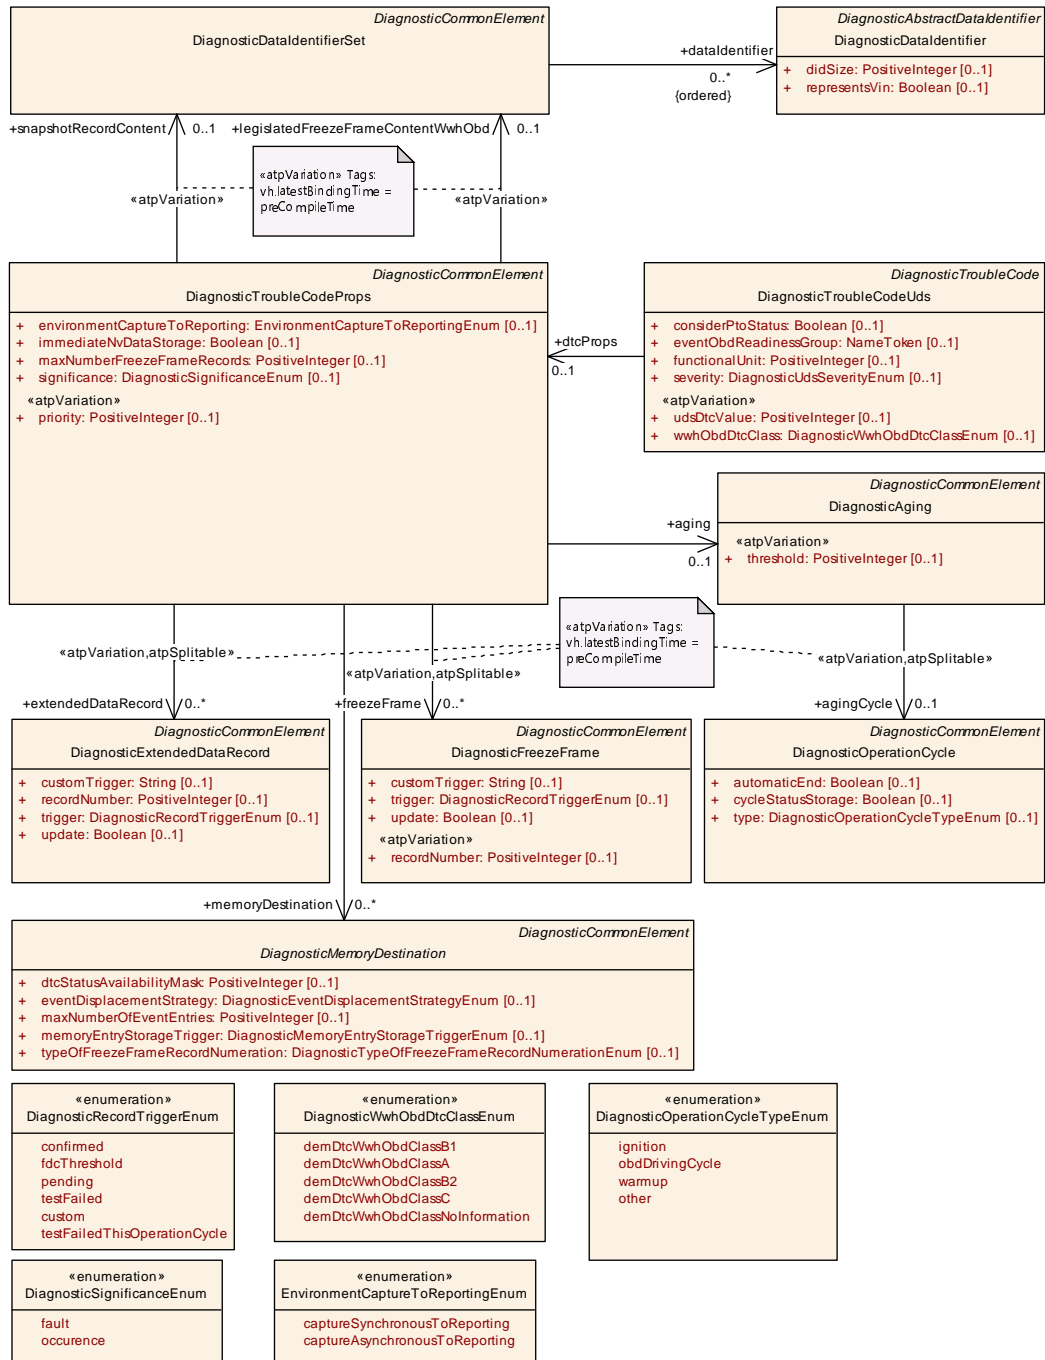 DiagnosticCommonElement
DiagnosticDataIdentifierSet
DiagnosticAbstractDataIdentifier
DiagnosticDataIdentifier
+ didSize: PositiveInteger [0..1]
+ representsVin: Boolean [0..1]
+dataIdentifier
0..*
{ordered}
+snapshotRecordContent 0..1
+legislatedFreezeFrameContentWwhObd 0..1
«atpVariation» Tags:
vh.latestBindingTime =
preCompileTime
«atpVariation»
«atpVariation»
DiagnosticCommonElement
DiagnosticTroubleCodeProps
+ environmentCaptureToReporting: EnvironmentCaptureToReportingEnum [0..1]
+ immediateNvDataStorage: Boolean [0..1]
+ maxNumberFreezeFrameRecords: PositiveInteger [0..1]
+ significance: DiagnosticSignificanceEnum [0..1]
«atpVariation»
+ priority: PositiveInteger [0..1]
+dtcProps
0..1
DiagnosticTroubleCode
DiagnosticTroubleCodeUds
+ considerPtoStatus: Boolean [0..1]
+ eventObdReadinessGroup: NameToken [0..1]
+ functionalUnit: PositiveInteger [0..1]
+ severity: DiagnosticUdsSeverityEnum [0..1]
«atpVariation»
+ udsDtcValue: PositiveInteger [0..1]
+ wwhObdDtcClass: DiagnosticWwhObdDtcClassEnum [0..1]
+aging
0..1
DiagnosticCommonElement
DiagnosticAging
«atpVariation»
+ threshold: PositiveInteger [0..1]
«atpVariation» Tags:
vh.latestBindingTime =
preCompileTime
«atpVariation,atpSplitable»
«atpVariation,atpSplitable»
«atpVariation,atpSplitable»
+extendedDataRecord 0..*
+freezeFrame 0..*
+agingCycle 0..1
DiagnosticCommonElement
DiagnosticExtendedDataRecord
+ customTrigger: String [0..1]
+ recordNumber: PositiveInteger [0..1]
+ trigger: DiagnosticRecordTriggerEnum [0..1]
+ update: Boolean [0..1]
DiagnosticCommonElement
DiagnosticFreezeFrame
+ customTrigger: String [0..1]
+ trigger: DiagnosticRecordTriggerEnum [0..1]
+ update: Boolean [0..1]
«atpVariation»
+ recordNumber: PositiveInteger [0..1]
DiagnosticCommonElement
DiagnosticOperationCycle
+ automaticEnd: Boolean [0..1]
+ cycleStatusStorage: Boolean [0..1]
+ type: DiagnosticOperationCycleTypeEnum [0..1]
+memoryDestination 0..*
DiagnosticCommonElement
DiagnosticMemoryDestination
+ dtcStatusAvailabilityMask: PositiveInteger [0..1]
+ eventDisplacementStrategy: DiagnosticEventDisplacementStrategyEnum [0..1]
+ maxNumberOfEventEntries: PositiveInteger [0..1]
+ memoryEntryStorageTrigger: DiagnosticMemoryEntryStorageTriggerEnum [0..1]
+ typeOfFreezeFrameRecordNumeration: DiagnosticTypeOfFreezeFrameRecordNumerationEnum [0..1]
«enumeration»
DiagnosticRecordTriggerEnum
confirmed
fdcThreshold
pending
testFailed
custom
testFailedThisOperationCycle
«enumeration»
DiagnosticWwhObdDtcClassEnum
demDtcWwhObdClassB1
demDtcWwhObdClassA
demDtcWwhObdClassB2
demDtcWwhObdClassC
demDtcWwhObdClassNoInformation
«enumeration»
DiagnosticOperationCycleTypeEnum
ignition
obdDrivingCycle
warmup
other
«enumeration»
DiagnosticSignificanceEnum
fault
occurence
«enumeration»
EnvironmentCaptureToReportingEnum
captureSynchronousToReporting
captureAsynchronousToReporting